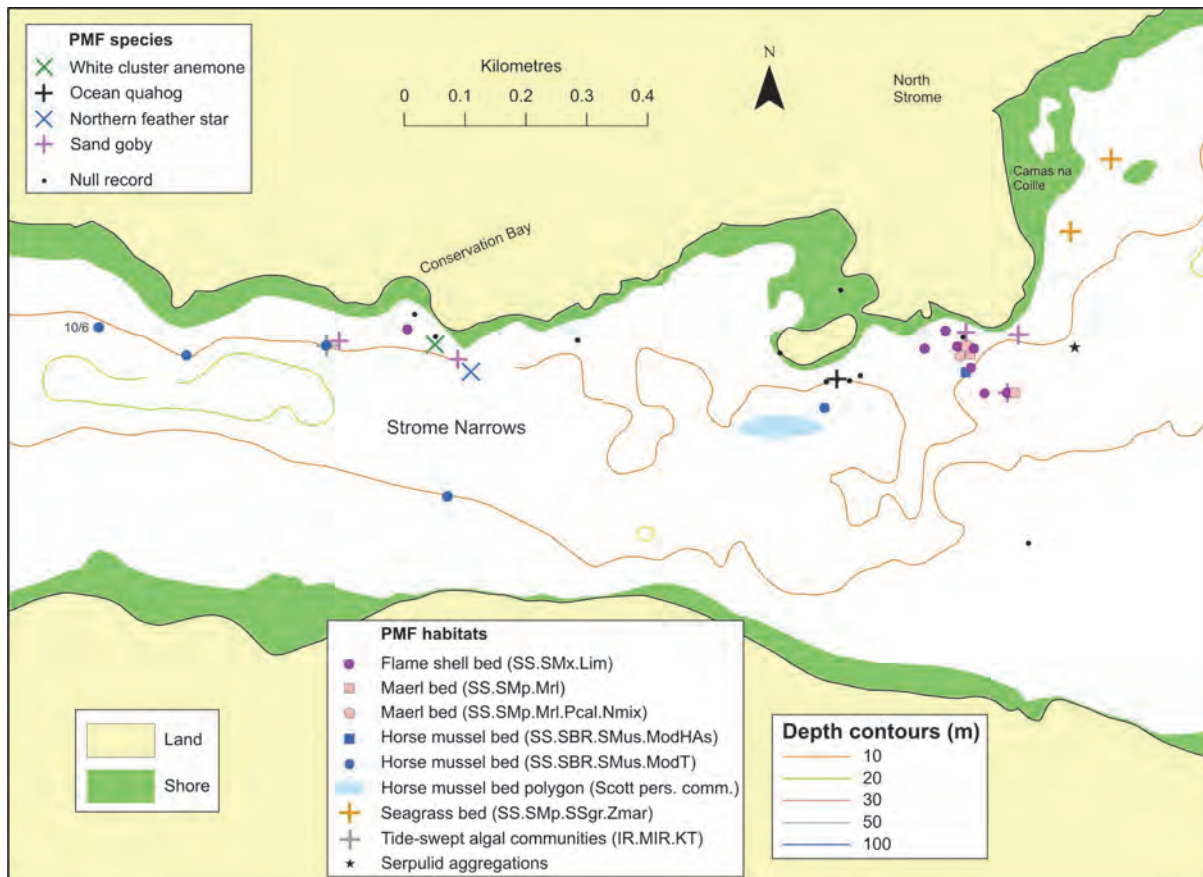 PMF species
White cluster anemone
Ocean quahog
Northern feather star
Sand goby
Null record
Kilometres
0 0.1 0.2 0.3 0.4
N
North
Strome
Camas na
Coille
Conservation Bay
10/6
Strome Narrows
PMF habitats
Flame shell bed (SS.SMx.Lim)
Maerl bed (SS.SMp.Mrl)
Maerl bed (SS.SMp.Mrl.Pcal.Nmix)
Horse mussel bed (SS.SBR.SMus.ModHAs)
Horse mussel bed (SS.SBR.SMus.ModT)
Horse mussel bed polygon (Scott pers. comm.)
Seagrass bed (SS.SMp.SSgr.Zmar)
Tide-swept algal communities (IR.MIR.KT)
Serpulid aggregations
Land
Shore
Depth contours (m)
10
20
30
50
100